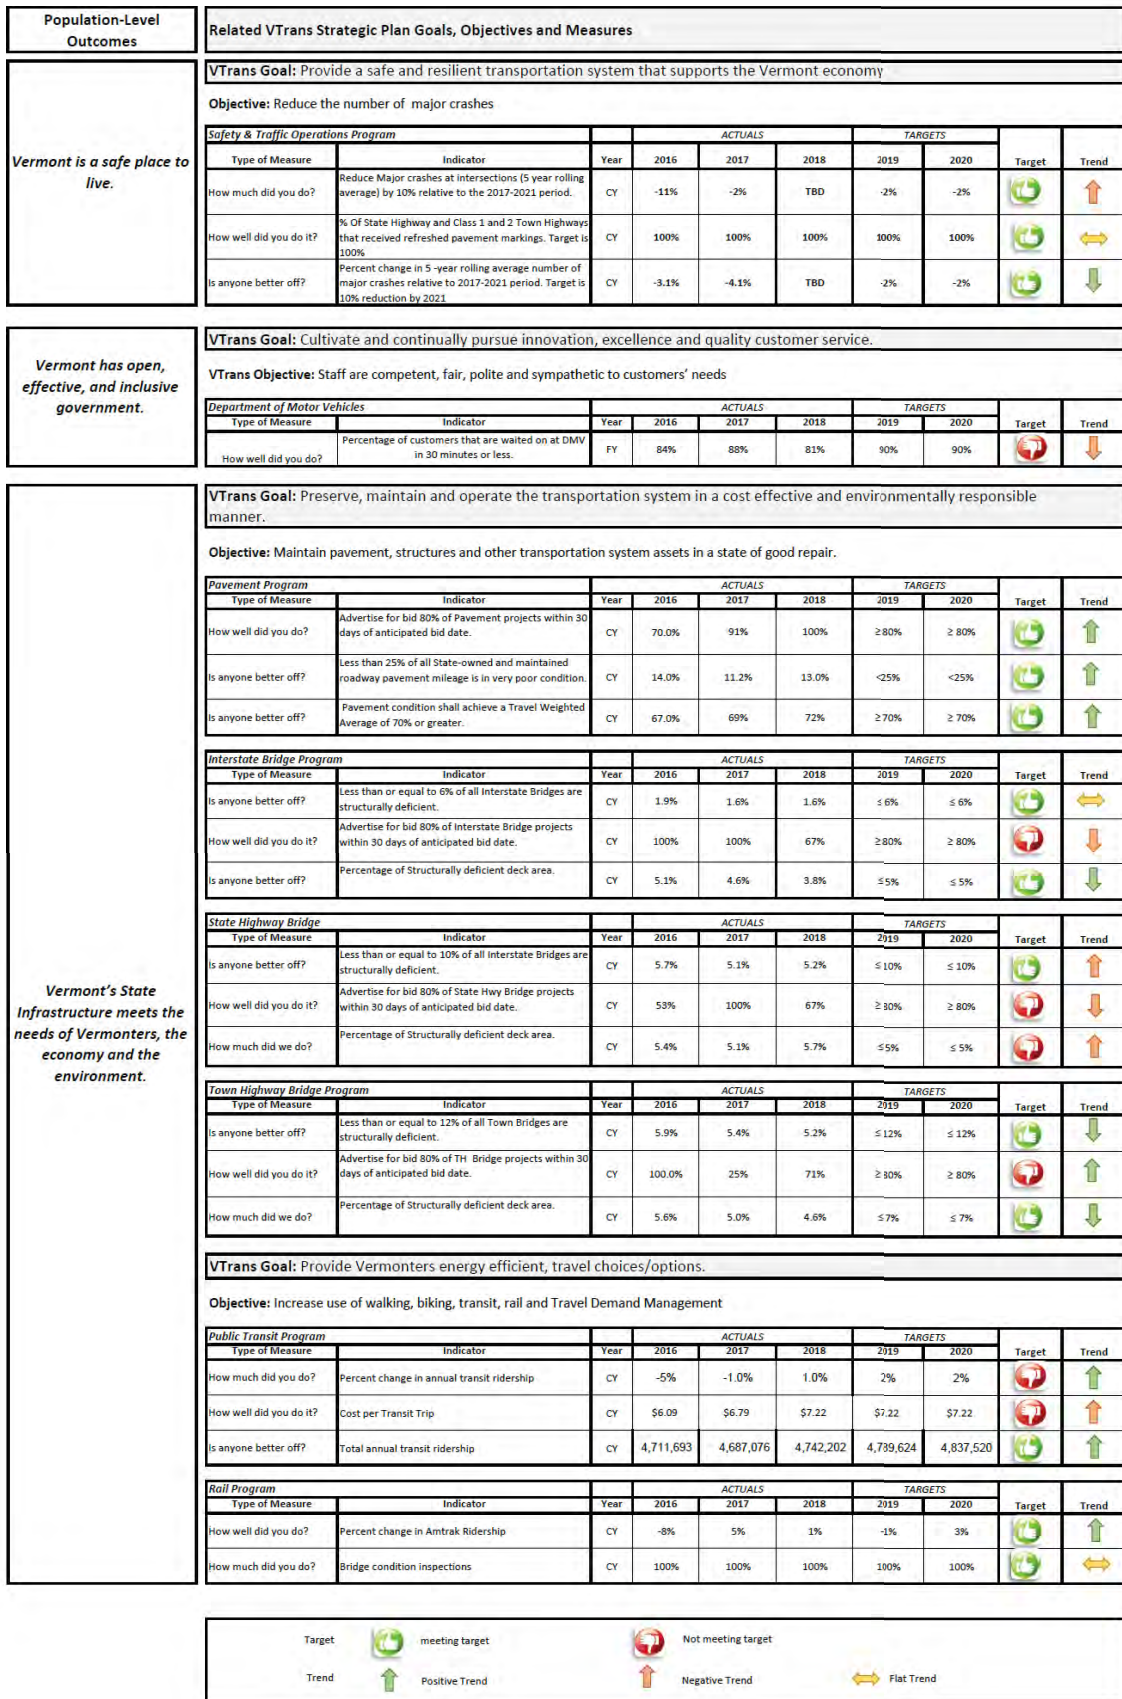 Population-Level
Outcomes
Related VTrans Strategic Plan Goals, Objectives and Measures
Vermont is a safe place to
live.
VTrans Goal: Provide a safe and resilient transportation system that supports the Vermont economy
Objective: Reduce the number of major crashes
Safety & Traffic Operations Program ACTUALS TARGETS
Type of Measure Indicator Year 2016 2017 2018 2019 2020 Target Trend
How much did you do? Reduce Major crashes at intersections (5 year rolling
average) by 10% relative to the 2017-2021 period. CY -11% -2% TBD -2% -2%
How well did you do it? % Of State Highway and Class 1 and 2 Town Highways
that received refreshed pavement markings. Target is
100% CY 100% 100% 100% 100% 100%
Is anyone better off? Percent change in 5 -year rolling average number of
major crashes relative to 2017-2021 period. Target is
10% reduction by 2021 CY -3.1% -4.1% TBD -2% -2%
Vermont has open,
effective, and inclusive
government.
VTrans Goal: Cultivate and continually pursue innovation, excellence and quality customer service.
VTrans Objective: Staff are competent, fair, polite and sympathetic to customers' needs
Department of Motor Vehicles ACTUALS TARGETS
Type of Measure Indicator Year 2016 2017 2018 2019 2020 Target Trend
How well did you do? Percentage of customers that are waited on at DMV
in 30 minutes or less. FY 84% 88% 81% 90% 90%
Vermont's State
Infrastructure meets the
needs of Vermonters, the
economy and the
environment.
VTrans Goal: Preserve, maintain and operate the transportation system in a cost effective and environmentally responsible
manner.
Objective: Maintain pavement, structures and other transportation system assets in a state of good repair.
Pavement Program ACTUALS TARGETS
Type of Measure Indicator Year 2016 2017 2018 2019 2020 Target Trend
How well did you do? Advertise for bid 80% of Pavement projects within 30
days of anticipated bid date. CY 70.0% 91% 100% ≥80% ≥ 80%
Is anyone better off? Less than 25% of all State-owned and maintained
roadway pavement mileage is in very poor condition. CY 14.0% 11.2% 13.0% <25% <25%
Is anyone better off? Pavement condition shall achieve a Travel Weighted
Average of 70% or greater. CY 67.0% 69% 72% ≥70% ≥ 70%
Interstate Bridge Program ACTUALS TARGETS
Type of Measure Indicator Year 2016 2017 2018 2019 2020 Target Trend
Is anyone better off? Less than or equal to 6% of all Interstate Bridges are
structurally deficient. CY 1.9% 1.6% 1.6% ≤ 6% ≤ 6%
How well did you do it? Advertise for bid 80% of Interstate Bridge projects
within 30 days of anticipated bid date. CY 100% 100% 67% ≥80% ≥ 80%
Is anyone better off? Percentage of Structurally deficient deck area. CY 5.1% 4.6% 3.8% ≤5% ≤ 5%
State Highway Bridge ACTUALS TARGETS
Type of Measure Indicator Year 2016 2017 2018 2019 2020 Target Trend
Is anyone better off? Less than or equal to 10% of all Interstate Bridges are
structurally deficient. CY 5.7% 5.1% 5.2% ≤ 10% ≤ 10%
How well did you do it? Advertise for bid 80% of State Hwy Bridge projects
within 30 days of anticipated bid date. CY 53% 100% 67% ≥ 80% ≥ 80%
How much did we do? Percentage of Structurally deficient deck area. CY 5.4% 5.1% 5.7% ≤5% ≤ 5%
Town Highway Bridge Program ACTUALS TARGETS
Type of Measure Indicator Year 2016 2017 2018 2019 2020 Target Trend
Is anyone better off? Less than or equal to 12% of all Town Bridges are
structurally deficient. CY 5.9% 5.4% 5.2% ≤ 12% ≤ 12%
How well did you do it? Advertise for bid 80% of TH Bridge projects within 30
days of anticipated bid date. CY 100.0% 25% 71% ≥ 80% ≥ 80%
How much did we do? Percentage of Structurally deficient deck area. CY 5.6% 5.0% 4.6% ≤7% ≤ 7%
VTrans Goal: Provide Vermonters energy efficient, travel choices/options.
Objective: Increase use of walking, biking, transit, rail and Travel Demand Management
Public Transit Program ACTUALS TARGETS
Type of Measure Indicator Year 2016 2017 2018 2019 2020 Target Trend
How much did you do? Percent change in annual transit ridership CY -5% -1.0% 1.0% 2% 2%
How well did you do it? Cost per Transit Trip CY $6.09 $6.79 $7.22 $7.22 $7.22
Is anyone better off? Total annual transit ridership CY 4,711,693 4,687,076 4,742,202 4,789,624 4,837,520
Rail Program ACTUALS TARGETS
Type of Measure Indicator Year 2016 2017 2018 2019 2020 Target Trend
How well did you do? Percent change in Amtrak Ridership CY -8% 5% 1% -1% 3%
How much did you do? Bridge condition inspections CY 100% 100% 100% 100% 100%
Target meeting target Not meeting target
Trend Positive Trend Negative Trend Flat Trend